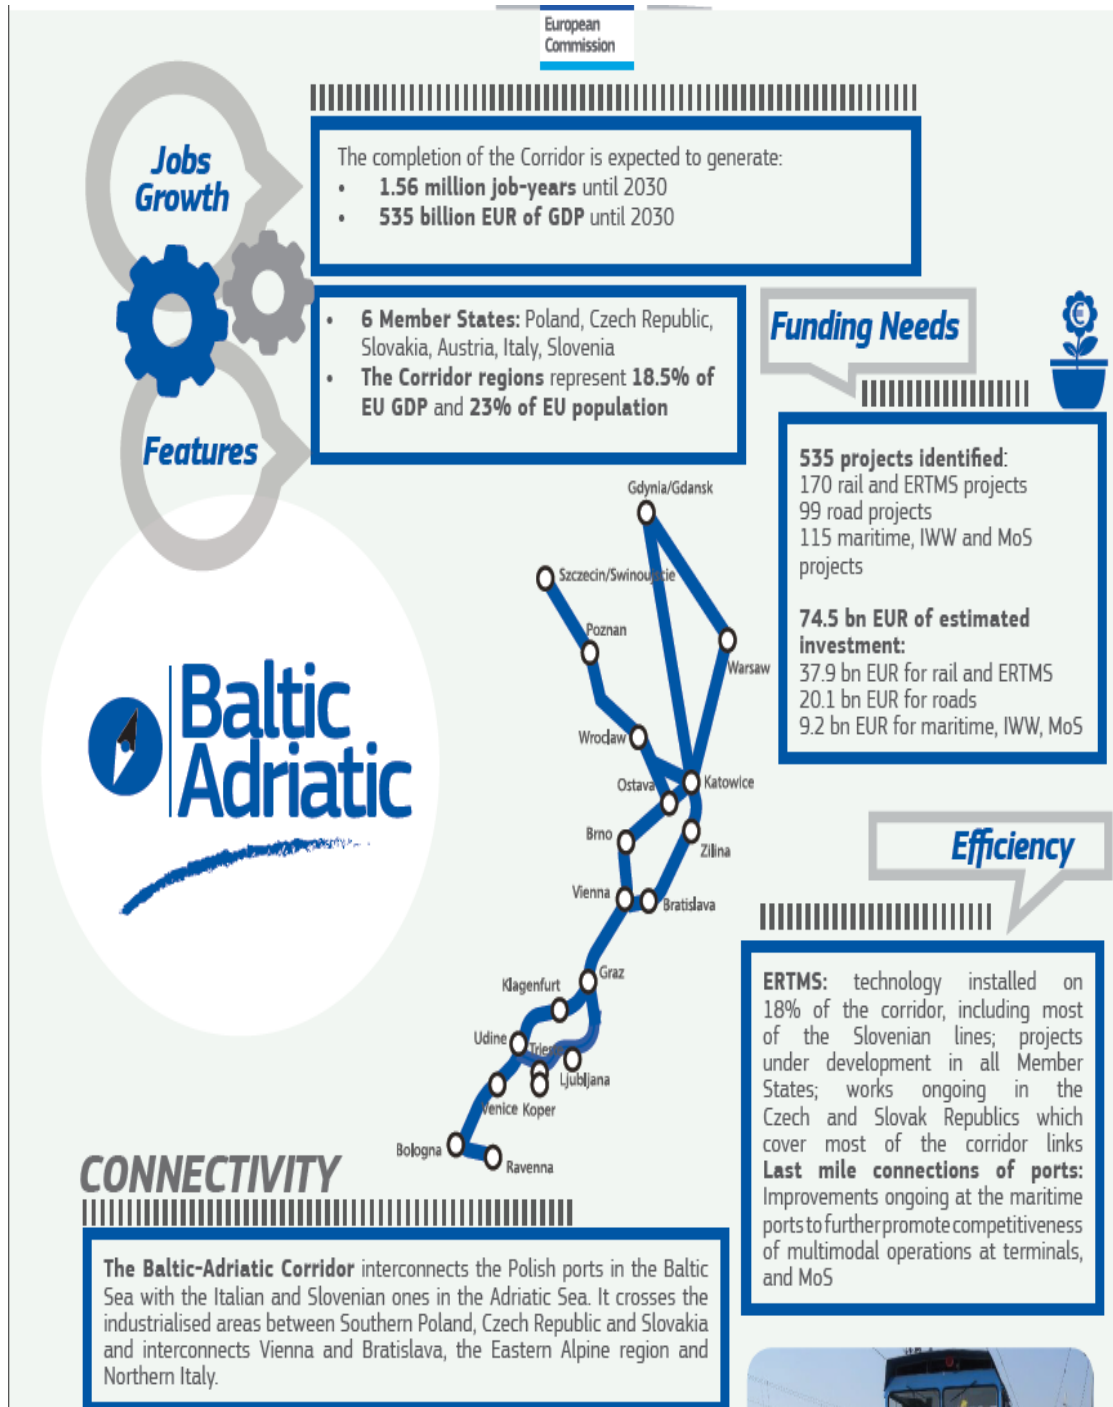 European
Commission
Jobs
Growth
The completion of the Corridor is expected to generate:
• 1.56 million job-years until 2030
• 535 billion EUR of GDP until 2030
• 6 Member States: Poland, Czech Republic,
Slovakia, Austria, Italy, Slovenia
• The Corridor regions represent 18.5% of
EU GDP and 23% of EU population
Features
Funding Needs
€
535 projects identified:
170 rail and ERTMS projects
99 road projects
115 maritime, IWW and MoS
projects
74.5 bn EUR of estimated
investment:
37.9 bn EUR for rail and ERTMS
20.1 bn EUR for roads
9.2 bn EUR for maritime, IWW, MoS
Baltic
Adriatic
Gdynia/Gdansk
Szczecin/Swinoujscie
Poznan
Warsaw
Wroclaw
Ostava
Katowice
Brno
Zilina
Vienna
Bratislava
Graz
Klagenfurt
Udine
Trieste
Ljubljana
Venice
Koper
Bologna
Ravenna
Efficiency
ERTMS: technology installed on
18% of the corridor, including most
of the Slovenian lines; projects
under development in all Member
States; works ongoing in the
Czech and Slovak Republics which
cover most of the corridor links
Last mile connections of ports:
Improvements ongoing at the maritime
ports to further promote competitiveness
of multimodal operations at terminals,
and MoS
CONNECTIVITY
The Baltic-Adriatic Corridor interconnects the Polish ports in the Baltic
Sea with the Italian and Slovenian ones in the Adriatic Sea. It crosses the
industrialised areas between Southern Poland, Czech Republic and Slovakia
and interconnects Vienna and Bratislava, the Eastern Alpine region and
Northern Italy.